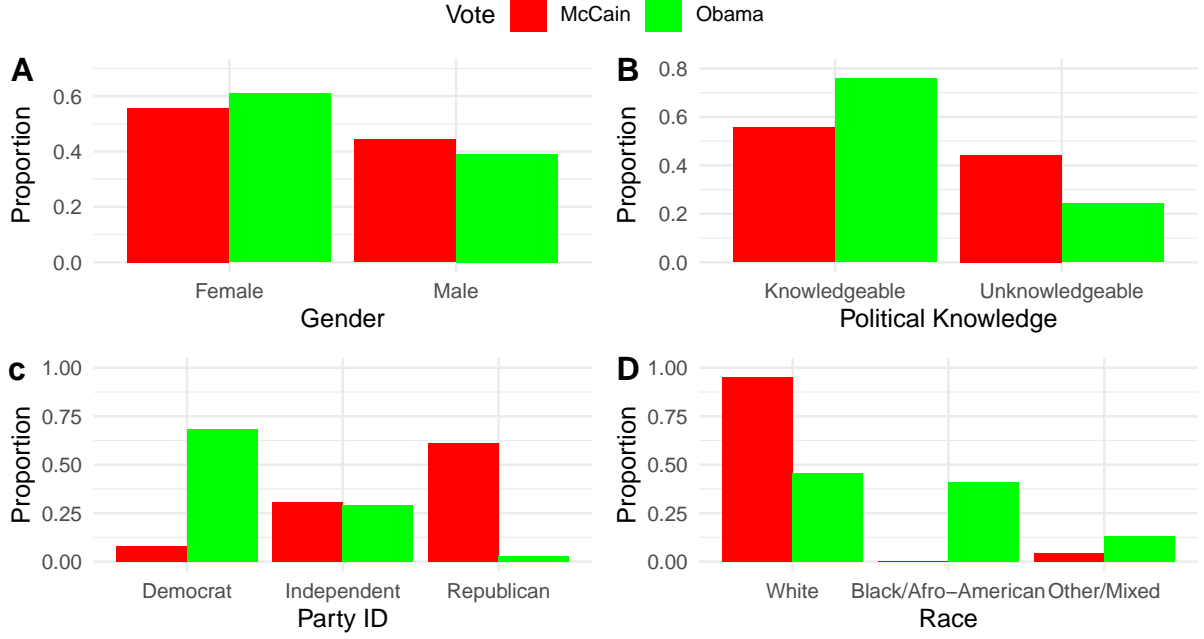 Vote McCain Obama
A
Proportion
0.6
0.4
0.2
0.0
Female Male
Gender
B
Proportion
0.8
0.6
0.4
0.2
0.0
Knowledgeable Unknowledgeable
Political Knowledge
c
Proportion
1.00
0.75
0.50
0.25
0.00
Democrat Independent Republican
Party ID
D
Proportion
1.00
0.75
0.50
0.25
0.00
White Black/Afro−American Other/Mixed
Race